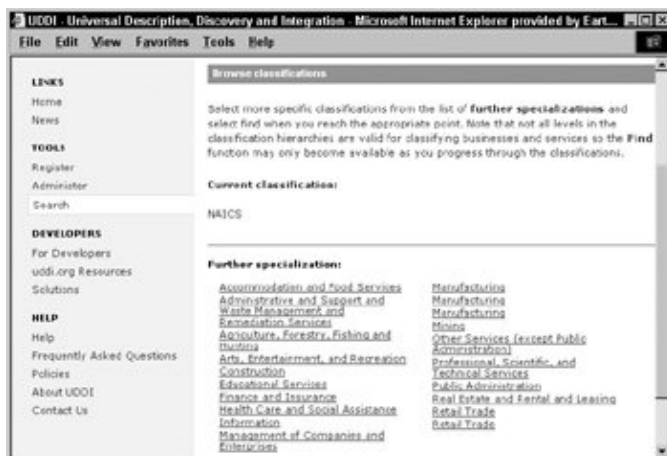 UDDI - Universal Description, Discovery and Integration - Microsoft Internet Explorer provided by Eart...
File Edit View Favorites Tools Help
LINKS
Home
News
TOOLS
Register
Administer
Search
DEVELOPERS
For Developers
uddi.org Resources
Solutions
HELP
Help
Frequently Asked Questions
Policies
About UDDI
Contact Us
Browse classifications
Select more specific classifications from the list of further specializations and
select find when you reach the appropriate point. Note that not all levels in the
classification hierarchies are valid for classifying businesses and services so the Find
function may only become available as you progress through the classifications.
Current classification:
NAICS
Further specialization:
Accommodation and Food Services
Administrative and Support and
Waste Management and
Remediation Services
Agriculture, Forestry, Fishing and
Hunting
Arts, Entertainment, and Recreation
Construction
Educational Services
Finance and Insurance
Health Care and Social Assistance
Information
Management of Companies and
Enterprises
Manufacturing
Manufacturing
Manufacturing
Mining
Other Services (except Public
Administration)
Professional, Scientific, and
Technical Services
Public Administration
Real Estate and Rental and Leasing
Retail Trade
Retail Trade